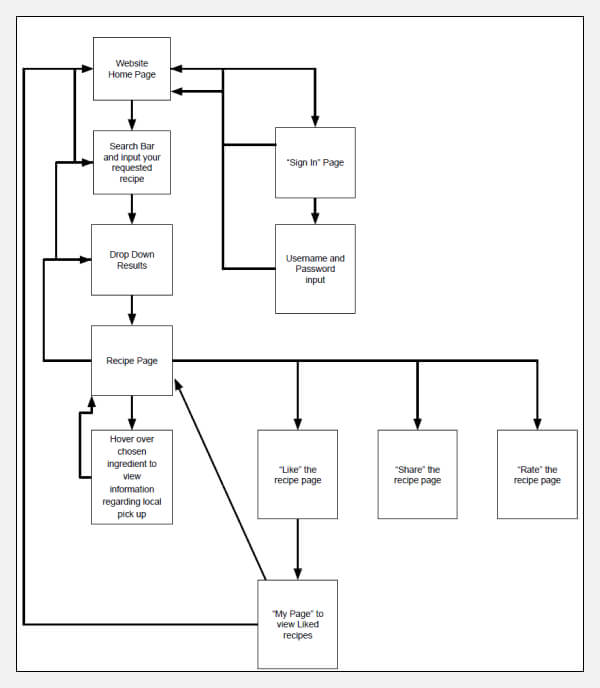 Website
Home Page
Search Bar
and input your
requested
recipe
“Sign In” Page
Drop Down
Results
Username and
Password
input
Recipe Page
Hover over
chosen
ingredient to
view
information
regarding local
pick up
“Like” the
recipe page
“Share” the
recipe page
“Rate” the
recipe page
“My Page” to
view Liked
recipes